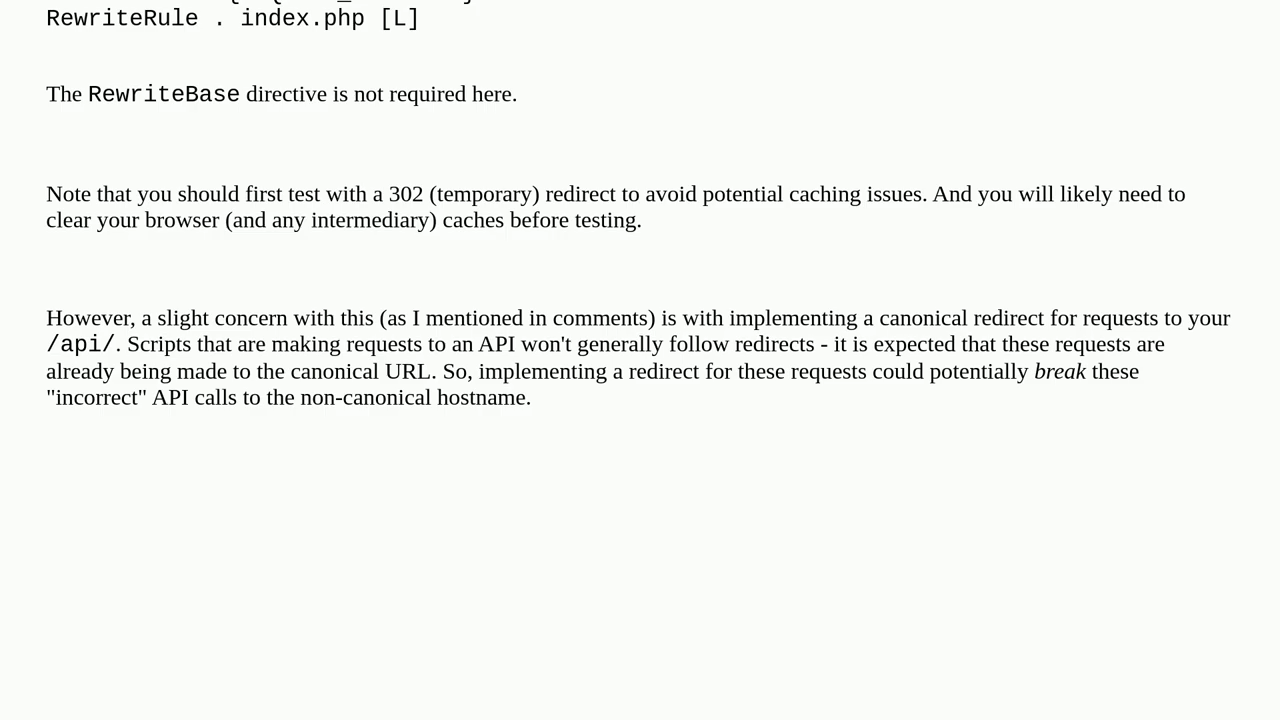 RewriteRule . index.php [L]
The RewriteBase directive is not required here.
Note that you should first test with a 302 (temporary) redirect to avoid potential caching issues. And you will likely need to
clear your browser (and any intermediary) caches before testing.
However, a slight concern with this (as I mentioned in comments) is with implementing a canonical redirect for requests to your
/api/. Scripts that are making requests to an API won't generally follow redirects - it is expected that these requests are
already being made to the canonical URL. So, implementing a redirect for these requests could potentially break these
"incorrect" API calls to the non-canonical hostname.